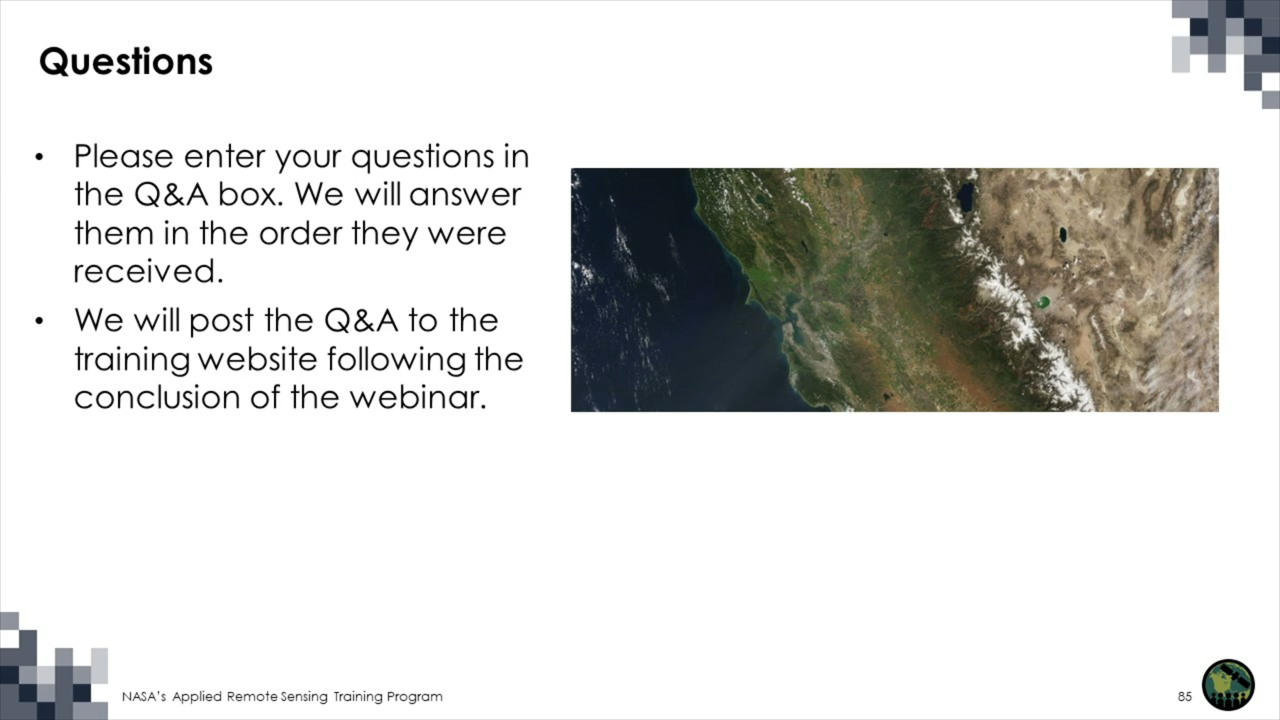 Questions
• Please enter your questions in
the Q&A box. We will answer
them in the order they were
received.
• We will post the Q&A to the
training website following the
conclusion of the webinar.
NASA's Applied Remote Sensing Training Program
85